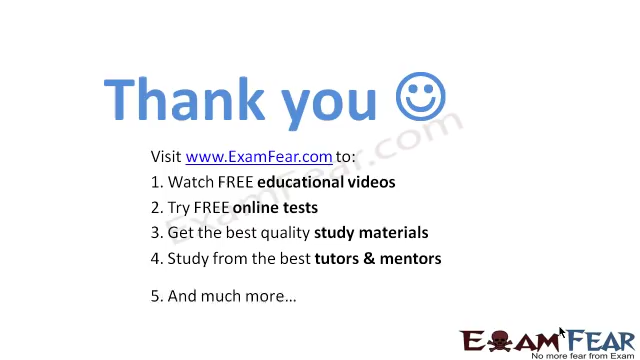 Thank you ☺
Visit www.ExamFear.com to:
1. Watch FREE educational videos
2. Try FREE online tests
3. Get the best quality study materials
4. Study from the best tutors & mentors
5. And much more…
ExamFear.com
EXAM FEAR
No more fear from Exam